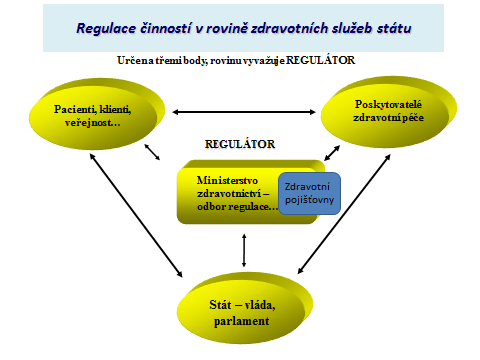 Regulace činností v rovině zdravotních služeb státu
Určena třemi body, rovinu vyvažuje REGULÁTOR
Pacienti, klienti,
veřejnost...
Poskytovatelé
zdravotní péče
REGULÁTOR
Ministerstvo
zdravotnictví –
odbor regulace...
Zdravotní
pojišťovny
Stát – vláda,
parlament